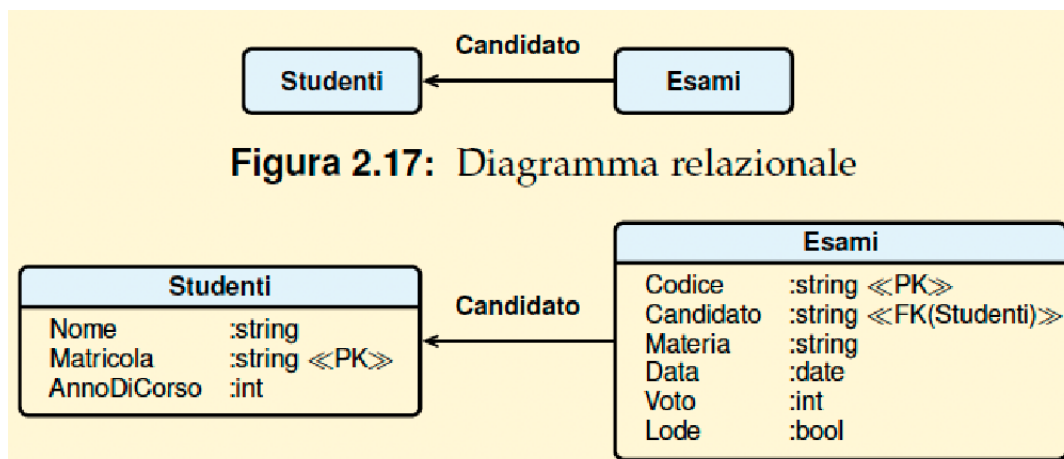 Candidato
Studenti
Esami
Figura 2.17: Diagramma relazionale
Studenti
Nome :string
Matricola :string ≪PK≫
AnnoDiCorso :int
Candidato
Esami
Codice :string ≪PK≫
Candidato :string ≪FK(Studenti)≫
Materia :string
Data :date
Voto :int
Lode :bool